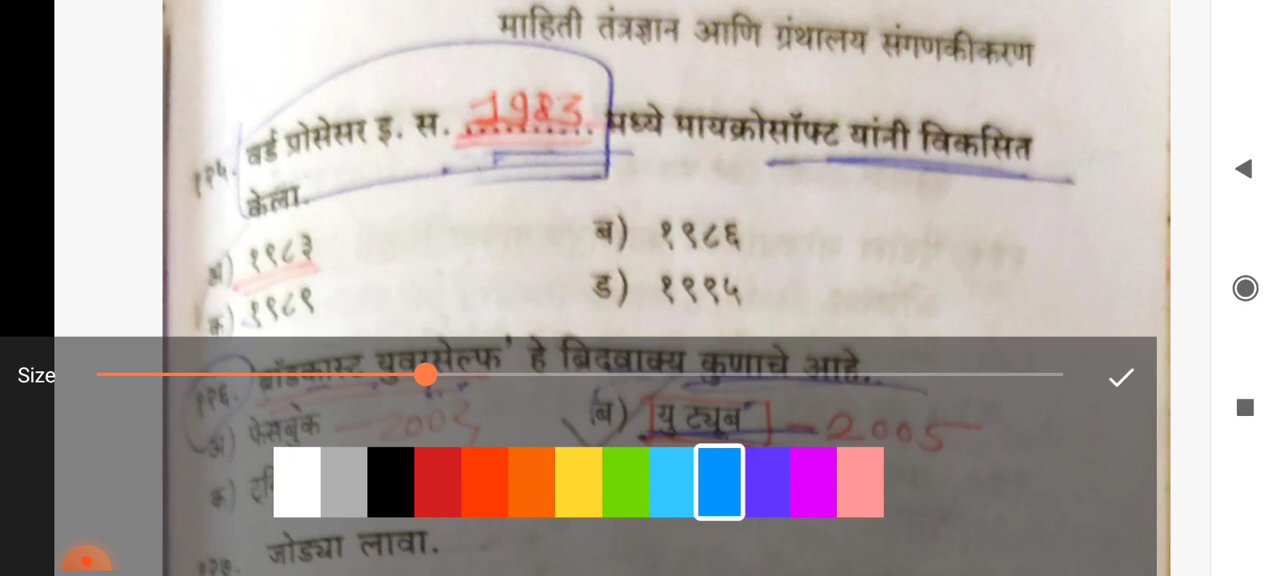 माहिती तंत्रज्ञान आणि ग्रंथालय संगणकीकरण
१२५. वर्ड प्रोसेसर इ. स. 1983 मध्ये मायक्रोसॉफ्ट यांनी विकसित
केला.
अ) १९८३ ब) १९८६
क) १९८९ ड) १९९५
Size
१२६. ब्रॉडकास्ट युवरसेल्फ' हे ब्रिदवाक्य कुणाचे आहे.
अ) फेसबुके ब) यु ट्यूब - 2005
क)
१२७. जोड्या लावा.